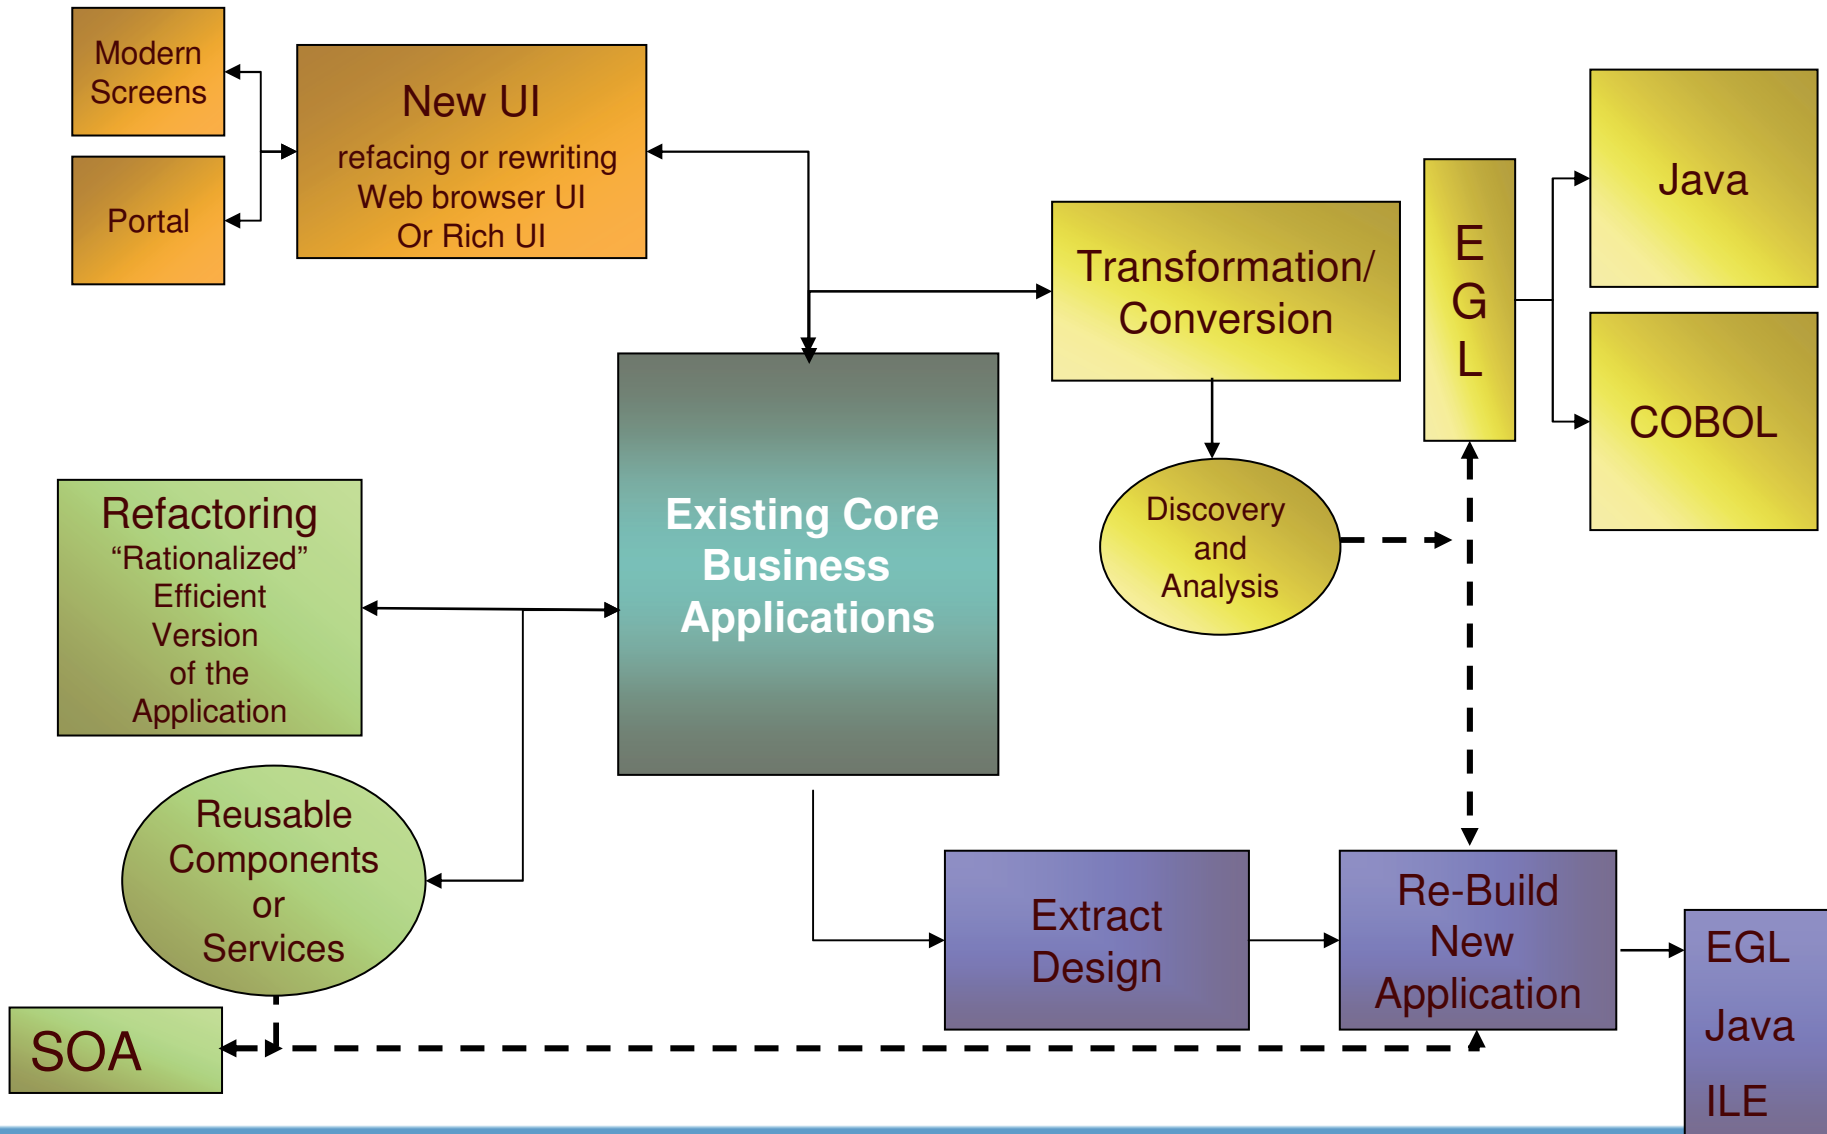 Modern
Screens
Portal
New UI
refacing or rewriting
Web browser UI
Or Rich UI
Transformation/
Conversion
E
G
L
Java
COBOL
Discovery
and
Analysis
Existing Core
Business
Applications
Refactoring
“Rationalized”
Efficient
Version
of the
Application
Reusable
Components
or
Services
SOA
Extract
Design
Re-Build
New
Application
EGL
Java
ILE